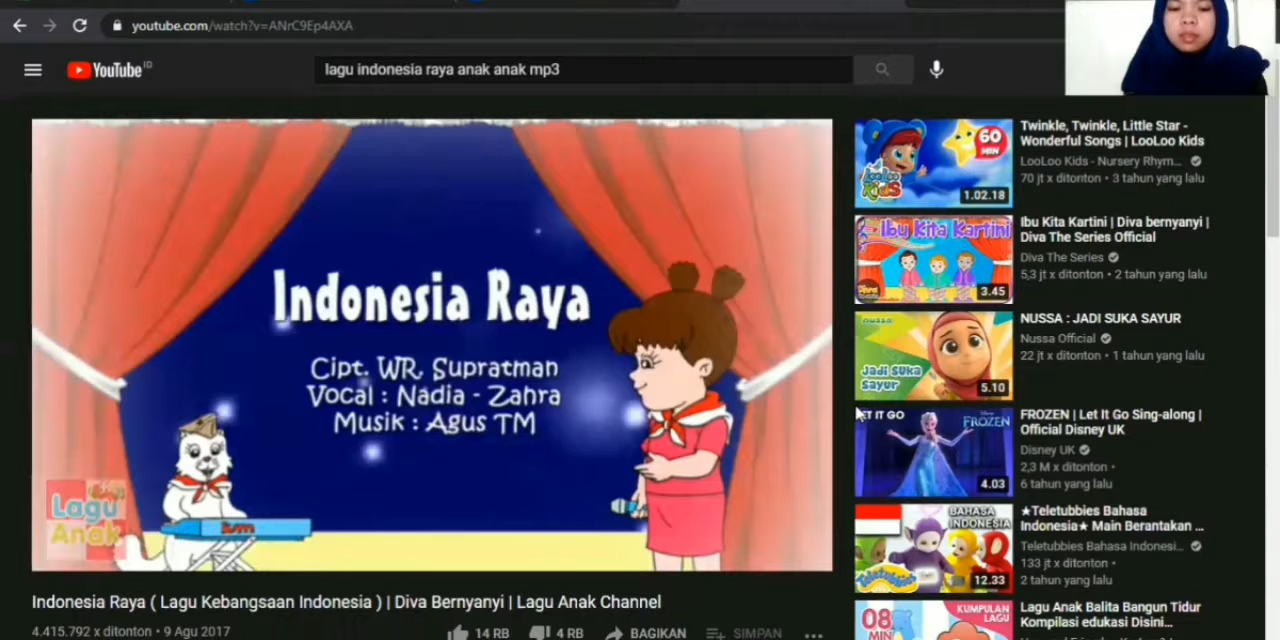 youtube.com/watch?v=ANrC9Ep4AXA
YouTube ID
lagu indonesia raya anak anak mp3
Indonesia Raya
Cipt. WR. Supratman
Vocal : Nadia - Zahra
Musik : Agus TM
Lagu
Anak
Indonesia Raya ( Lagu Kebangsaan Indonesia ) | Diva Bernyanyi | Lagu Anak Channel
4.415.792 x ditonton • 9 Agu 2017
14 RB
4 RB
BAGIKAN
SIMPAN
LooLoo
Kids
60
MIN
1.02.18
Twinkle, Twinkle, Little Star -
Wonderful Songs | LooLoo Kids
LooLoo Kids - Nursery Rhym...
70 jt x ditonton • 3 tahun yang lalu
Ibu Kita Kartini
3.45
Ibu Kita Kartini | Diva bernyanyi |
Diva The Series Official
Diva The Series
5,3 jt x ditonton • 2 tahun yang lalu
nussa:
Jadi Suka
Sayur
5.10
NUSSA : JADI SUKA SAYUR
Nussa Official
22 jt x ditonton • 1 tahun yang lalu
ET IT GO
FROZEN
4.03
FROZEN | Let It Go Sing-along |
Official Disney UK
Disney UK
2,3 M x ditonton •
6 tahun yang lalu
BAHASA
INDONESIA
Teletubbies
12.33
★Teletubbies Bahasa
Indonesia★ Main Berantakan ...
Teletubbies Bahasa Indonesi...
133 jt x ditonton •
2 tahun yang lalu
08
MIN
KUMPULAN
LAGU
Lagu Anak Balita Bangun Tidur
Kompilasi edukasi Disini...